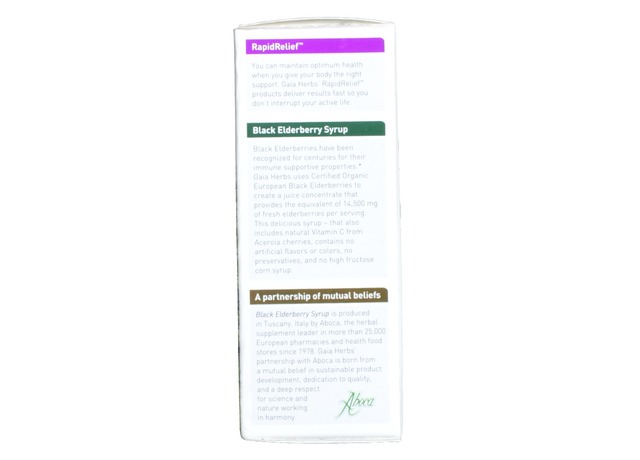 RapidRelief™
You can maintain optimum health
when you give your body the right
support. Gaia Herbs' RapidRelief™
products deliver results fast so you
don't interrupt your active life.
Black Elderberry Syrup
Black Elderberries have been
recognized for centuries for their
immune supportive properties.*
Gaia Herbs uses Certified Organic
European Black Elderberries to
create a juice concentrate that
provides the equivalent of 14,500 mg
of fresh elderberries per serving.
This delicious syrup – that also
includes natural Vitamin C from
Acerola cherries, contains no
artificial flavors or colors, no
preservatives, and no high fructose
corn syrup.
A partnership of mutual beliefs
Black Elderberry Syrup is produced
in Tuscany, Italy by Aboca, the herbal
supplement leader in more than 25,000
European pharmacies and health food
stores since 1978. Gaia Herbs'
partnership with Aboca is born from
a mutual belief in sustainable product
development, dedication to quality,
and a deep respect
for science and
nature working
in harmony.
Aboca